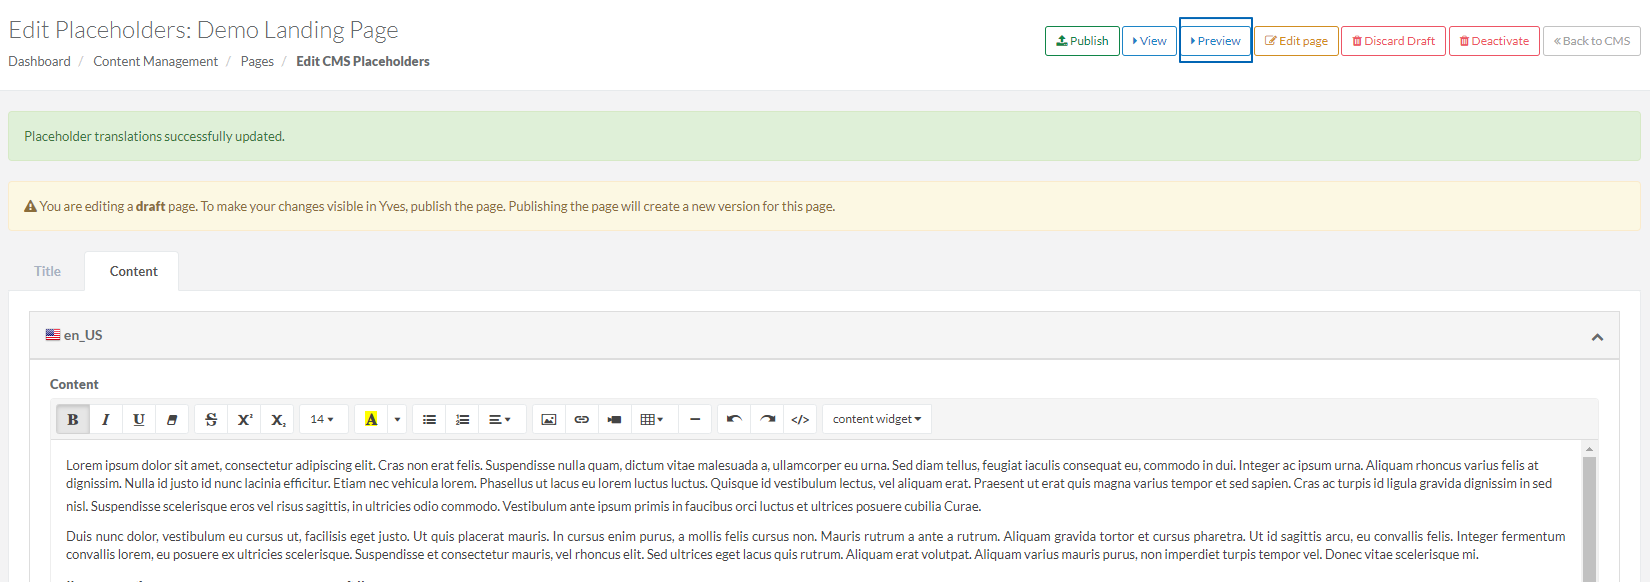 Edit Placeholders: Demo Landing Page
Dashboard / Content Management / Pages / Edit CMS Placeholders
Publish View Preview Edit page Discard Draft Deactivate «Back to CMS
Placeholder translations successfully updated.
You are editing a draft page. To make your changes visible in Yves, publish the page. Publishing the page will create a new version for this page.
Title Content
en_US
Content
B I U S X² X₂ 14 A </> content widget
Lorem ipsum dolor sit amet, consectetur adipiscing elit. Cras non erat felis. Suspendisse nulla quam, dictum vitae malesuada a, ullamcorper eu urna. Sed diam tellus, feugiat iaculis consequat eu, commodo in dui. Integer ac ipsum urna. Aliquam rhoncus varius felis at
dignissim. Nulla id justo id nunc lacinia efficitur. Etiam nec vehicula lorem. Phasellus ut lacus eu lorem luctus luctus. Quisque id vestibulum lectus, vel aliquam erat. Praesent ut erat quis magna varius tempor et sed sapien. Cras ac turpis id ligula gravida dignissim in sed
nisl. Suspendisse scelerisque eros vel risus sagittis, in ultricies odio commodo. Vestibulum ante ipsum primis in faucibus orci luctus et ultrices posuere cubilia Curae.
Duis nunc dolor, vestibulum eu cursus ut, facilisis eget justo. Ut quis placerat mauris. In cursus enim purus, a mollis felis cursus non. Mauris rutrum a ante a rutrum. Aliquam gravida tortor et cursus pharetra. Ut id sagittis arcu, eu convallis felis. Integer fermentum
convallis lorem, eu posuere ex ultricies scelerisque. Suspendisse et consectetur mauris, vel rhoncus elit. Sed ultrices eget lacus quis rutrum. Aliquam erat volutpat. Aliquam varius mauris purus, non imperdiet turpis tempor vel. Donec vitae scelerisque mi.